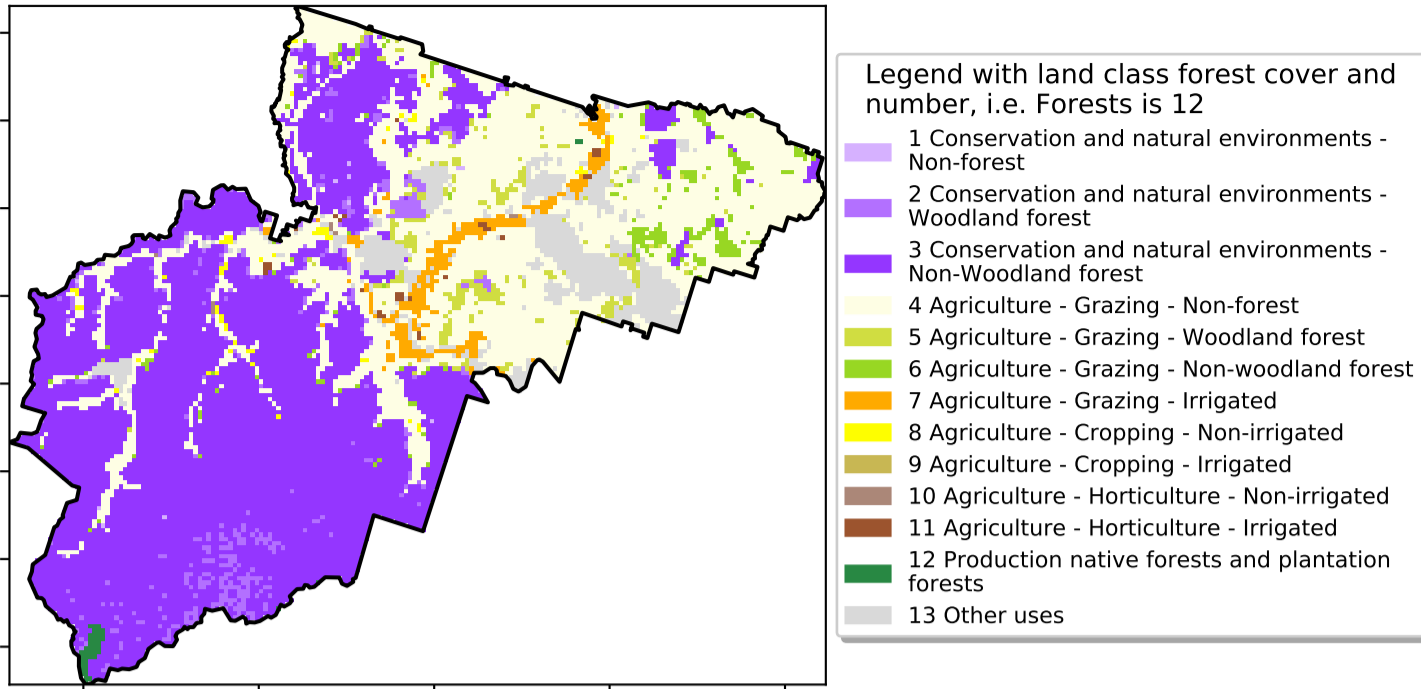 Legend with land class forest cover and
number, i.e. Forests is 12
1 Conservation and natural environments -
Non-forest
2 Conservation and natural environments -
Woodland forest
3 Conservation and natural environments -
Non-Woodland forest
4 Agriculture - Grazing - Non-forest
5 Agriculture - Grazing - Woodland forest
6 Agriculture - Grazing - Non-woodland forest
7 Agriculture - Grazing - Irrigated
8 Agriculture - Cropping - Non-irrigated
9 Agriculture - Cropping - Irrigated
10 Agriculture - Horticulture - Non-irrigated
11 Agriculture - Horticulture - Irrigated
12 Production native forests and plantation
forests
13 Other uses